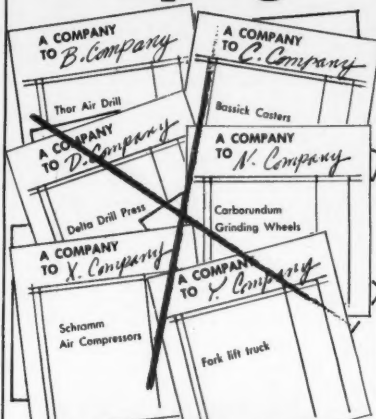 A COMPANY
TO B. Company
Thor Air Drill
A COMPANY
TO C. Company
Bassick Casters
A COMPANY
TO D. Company
Delta Drill Press
A COMPANY
TO N. Company
Carborundum
Grinding Wheels
A COMPANY
TO X. Company
Schramm
Air Compressors
A COMPANY
TO Y. Company
Fork lift truck